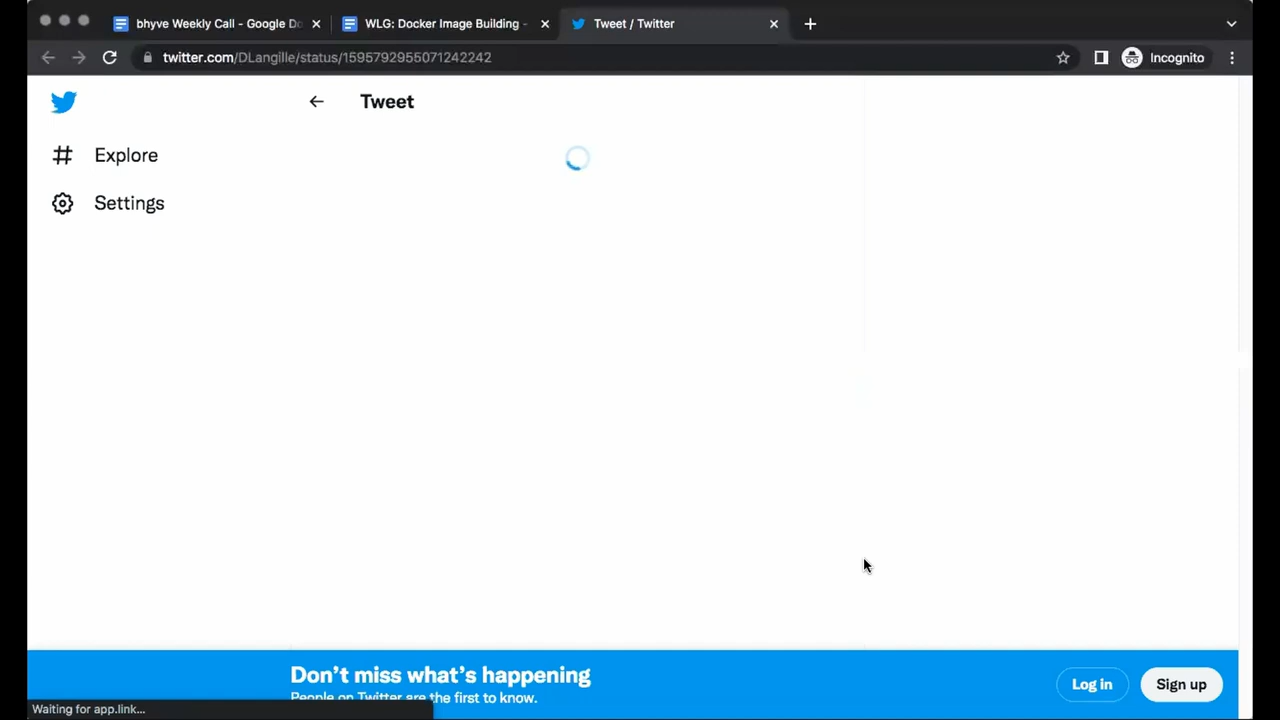 bhyve Weekly Call - Google Do
WLG: Docker Image Building -
Tweet / Twitter
twitter.com/DLangille/status/1595792955071242242
Incognito
Tweet
Explore
Settings
Don't miss what's happening
People on Twitter are the first to know.
Log in
Sign up
Waiting for app.link...